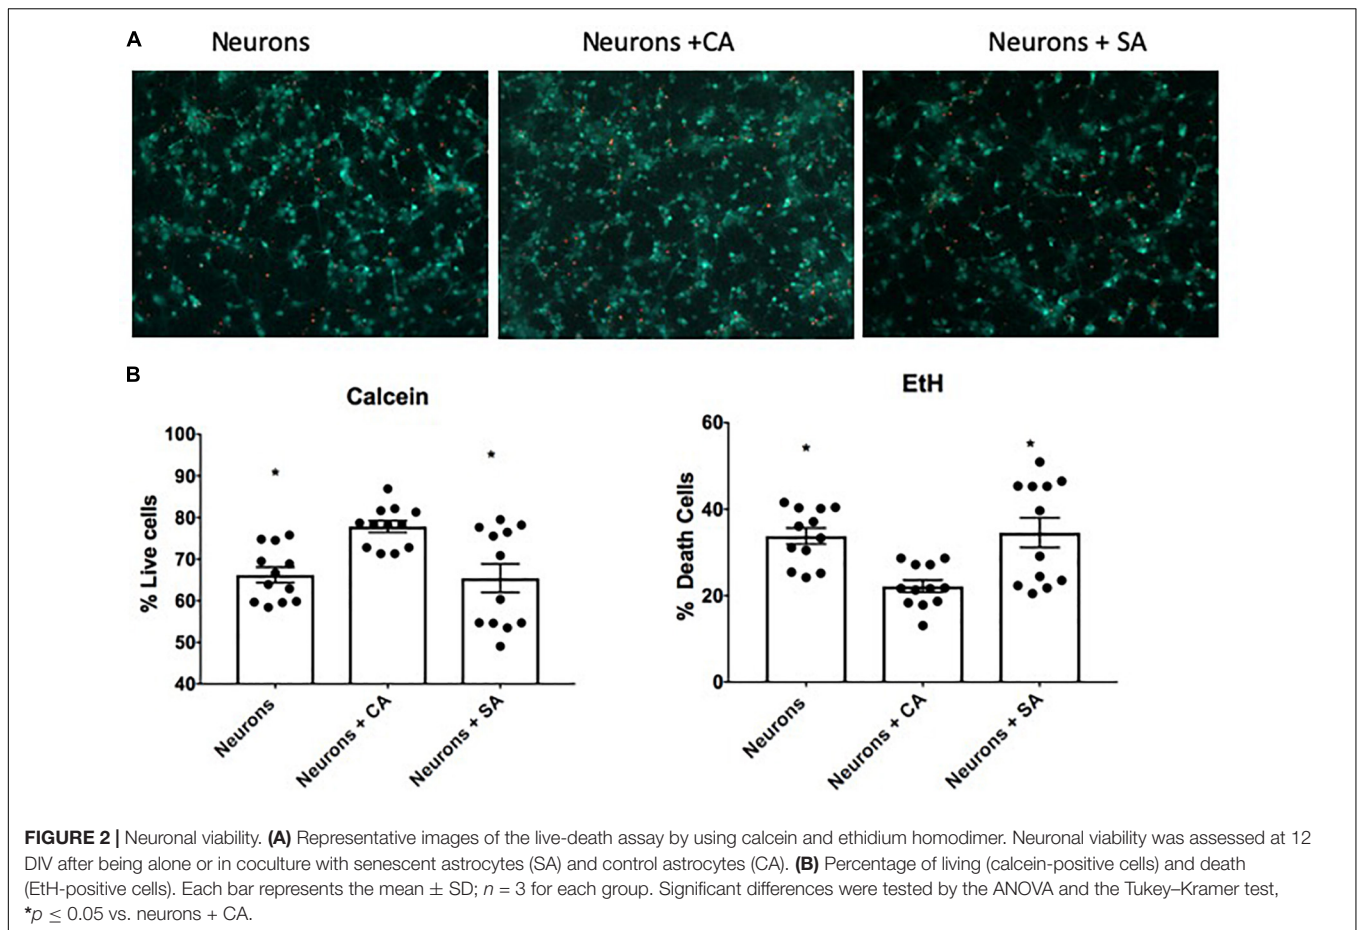 A
Neurons
Neurons +CA
Neurons + SA
B
Calcein
% Live cells
100
90
80
70
60
50
40
*
*
Neurons
Neurons + CA
Neurons + SA
EtH
% Death Cells
60
40
20
0
*
*
Neurons
Neurons + CA
Neurons + SA
FIGURE 2 | Neuronal viability. (A) Representative images of the live-death assay by using calcein and ethidium homodimer. Neuronal viability was assessed at 12
DIV after being alone or in coculture with senescent astrocytes (SA) and control astrocytes (CA). (B) Percentage of living (calcein-positive cells) and death
(EtH-positive cells). Each bar represents the mean ± SD; n = 3 for each group. Significant differences were tested by the ANOVA and the Tukey–Kramer test,
*p ≤ 0.05 vs. neurons + CA.